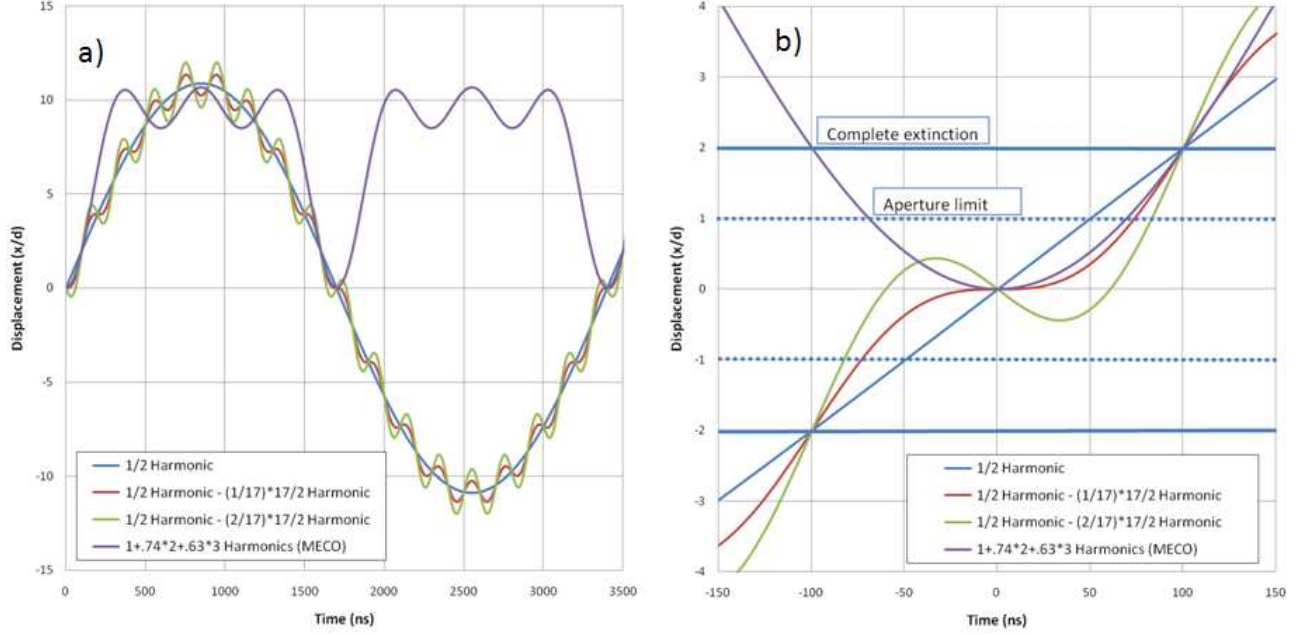 a)
15
10
5
0
-5
-10
-15
Displacement (x/d)
0
500
1000
1500
2000
2500
3000
3500
Time (ns)
1/2 Harmonic
1/2 Harmonic - (1/17)*17/2 Harmonic
1/2 Harmonic - (2/17)*17/2 Harmonic
1+.74*2+.63*3 Harmonics (MECO)
b)
4
3
2
1
0
-1
-2
-3
-4
Displacement (x/d)
Complete extinction
Aperture limit
-150
-100
-50
0
50
100
150
Time (ns)
1/2 Harmonic
1/2 Harmonic - (1/17)*17/2 Harmonic
1/2 Harmonic - (2/17)*17/2 Harmonic
1+.74*2+.63*3 Harmonics (MECO)